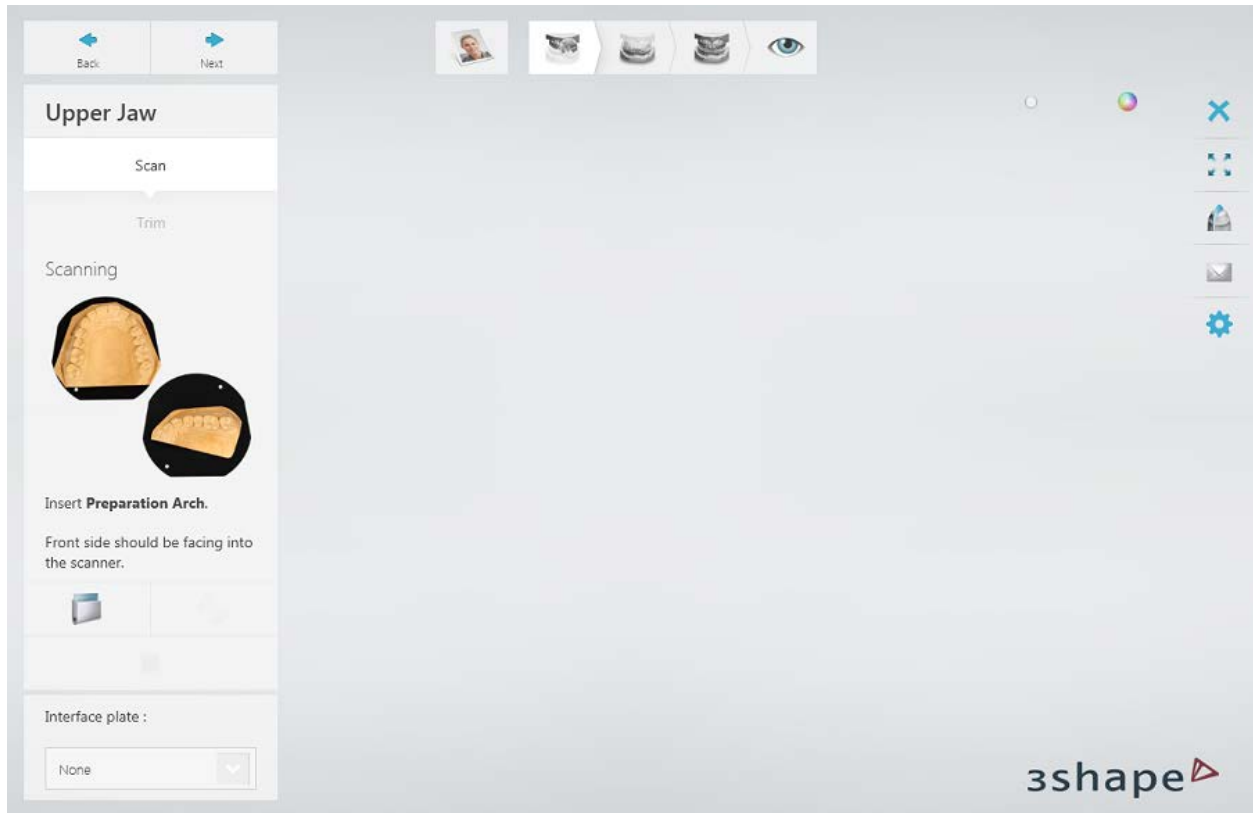 Back
Next
Upper Jaw
Scan
Trim
Scanning
Insert Preparation Arch.
Front side should be facing into
the scanner.
Interface plate :
None
3shape